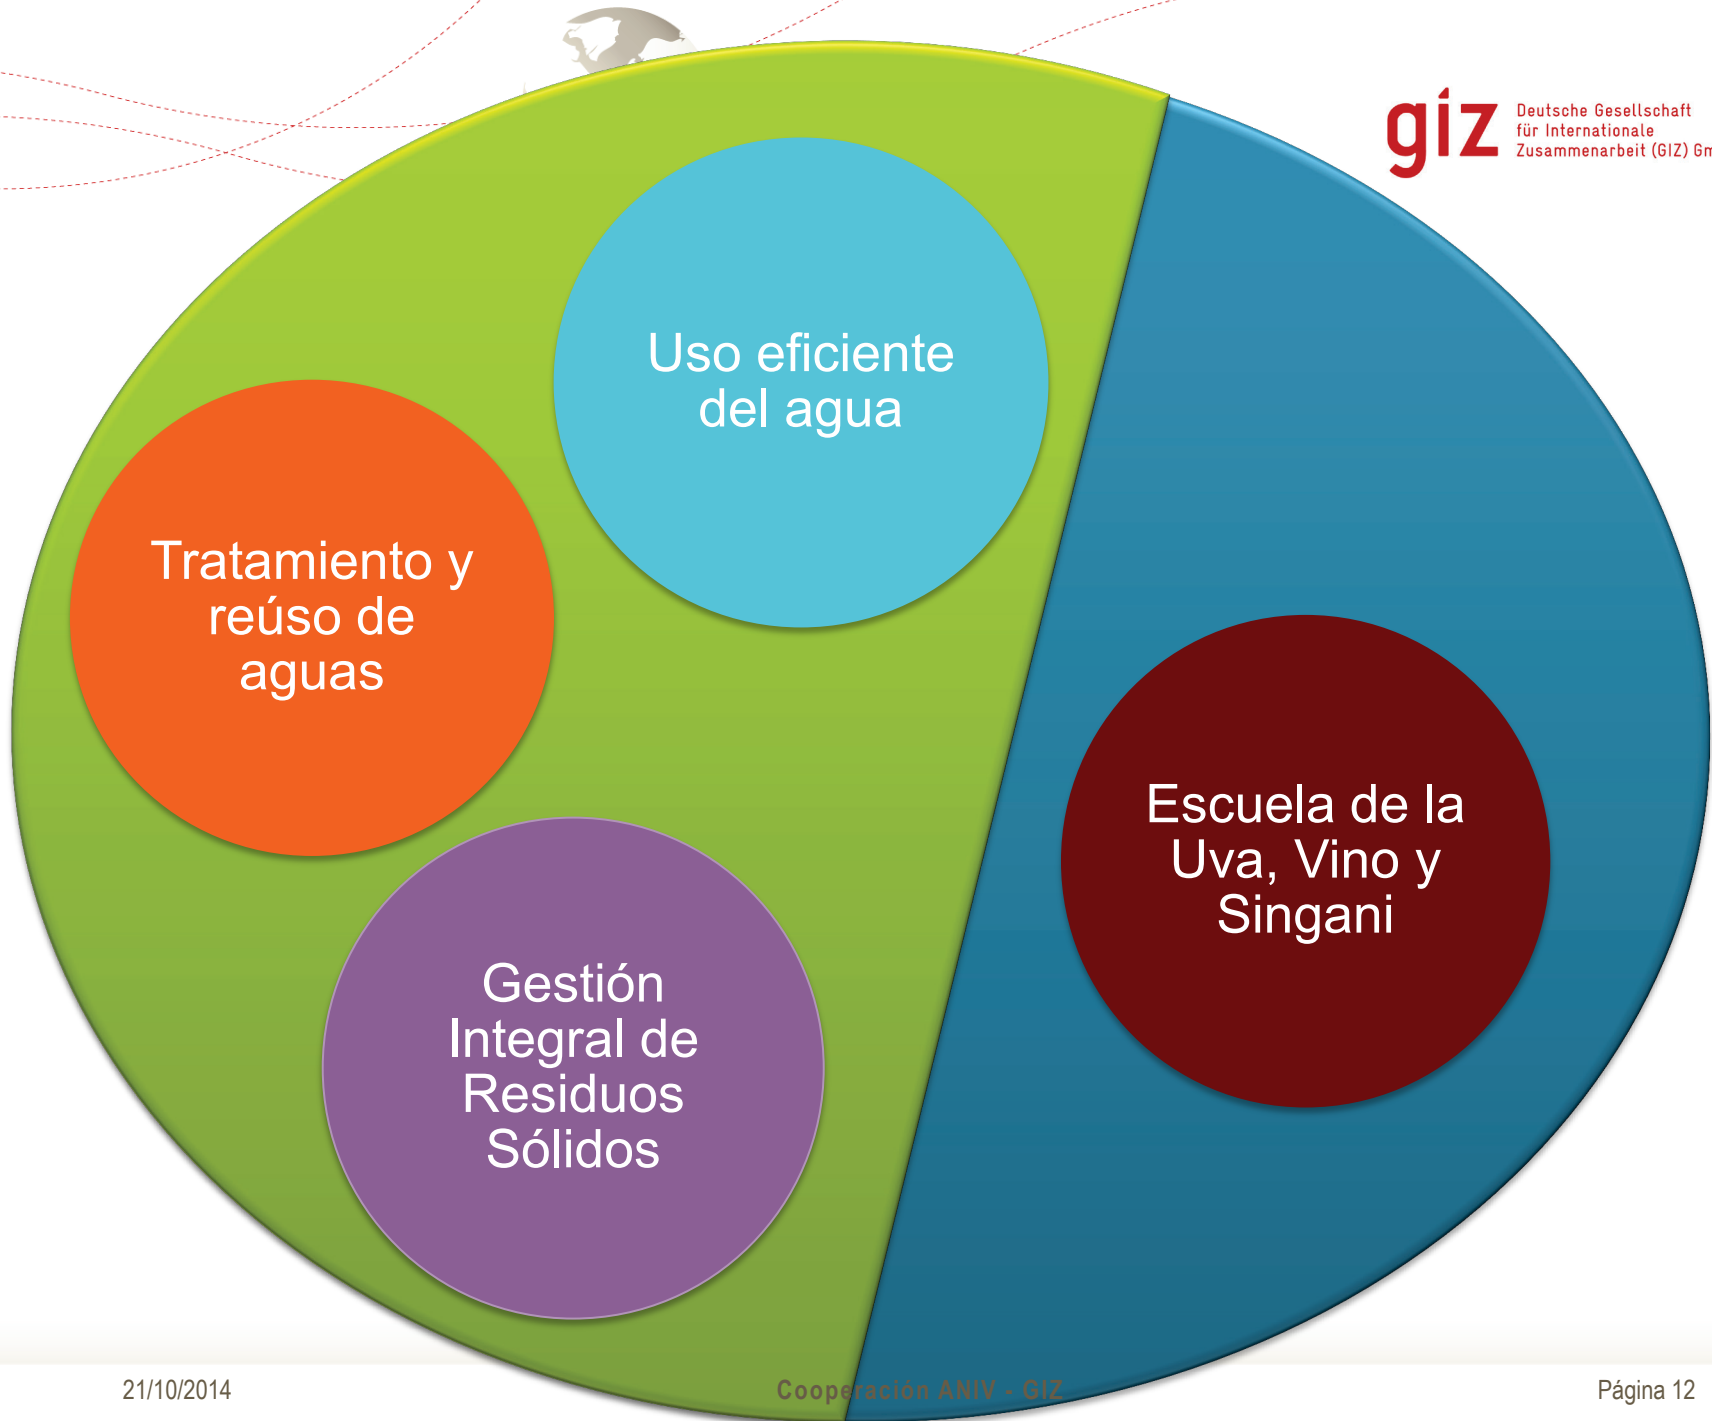 giz
Deutsche Gesellschaft
für Internationale
Zusammenarbeit (GIZ) Gm
Uso eficiente
del agua
Tratamiento y
reúso de
aguas
Escuela de la
Uva, Vino y
Singani
Gestión
Integral de
Residuos
Sólidos
21/10/2014
Cooperación ANIV - GIZ
Página 12